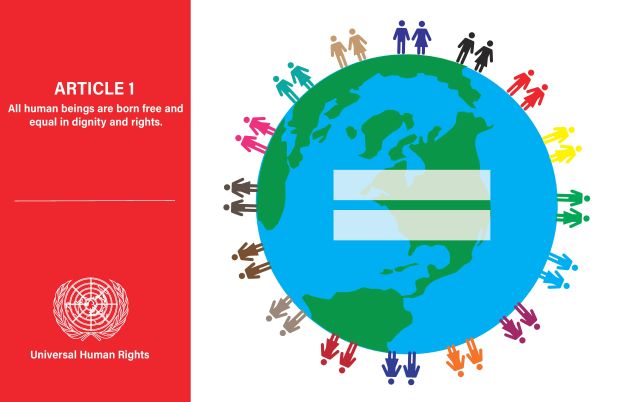 ARTICLE 1
All human beings are born free and
equal in dignity and rights.
Universal Human Rights